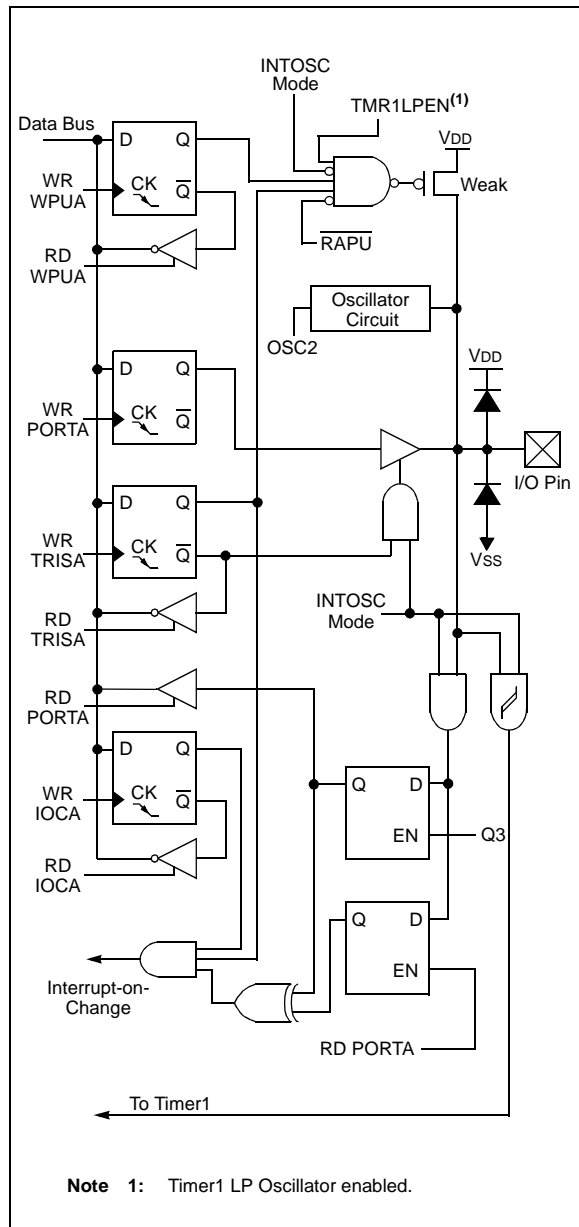 INTOSC
Mode
TMR1LPEN(1)
Data Bus
D Q
VDD
WR
WPUA
CK Q
Weak
RD
WPUA
RAPU
Oscillator
Circuit
OSC2
D Q
VDD
WR
PORTA
CK Q
I/O Pin
D Q
WR
TRISA
CK Q
VSS
RD
TRISA
INTOSC
Mode
RD
PORTA
D Q
WR
IOCA
CK Q
Q D
EN
Q3
RD
IOCA
Q D
EN
Interrupt-on-
Change
RD PORTA
To Timer1
Note 1: Timer1 LP Oscillator enabled.